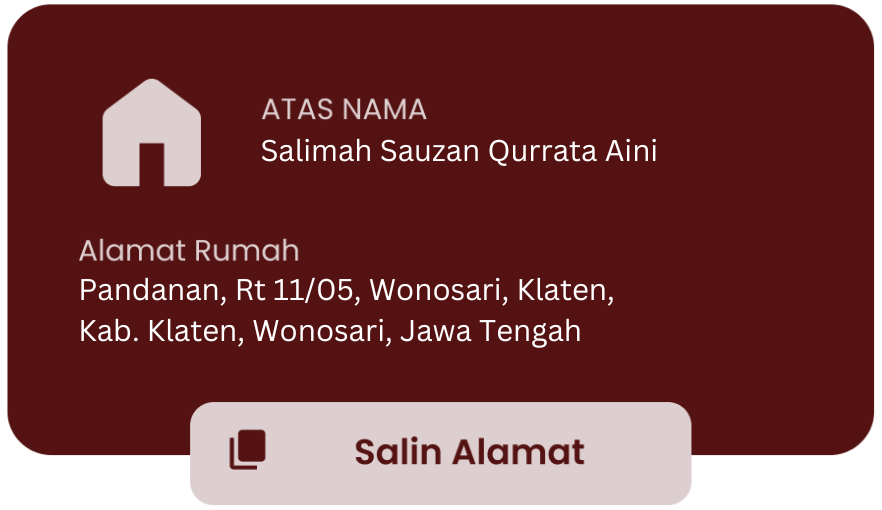 ATAS NAMA
Salimah Sauzan Qurrata Aini
Alamat Rumah
Pandanan, Rt 11/05, Wonosari, Klaten,
Kab. Klaten, Wonosari, Jawa Tengah
Salin Alamat